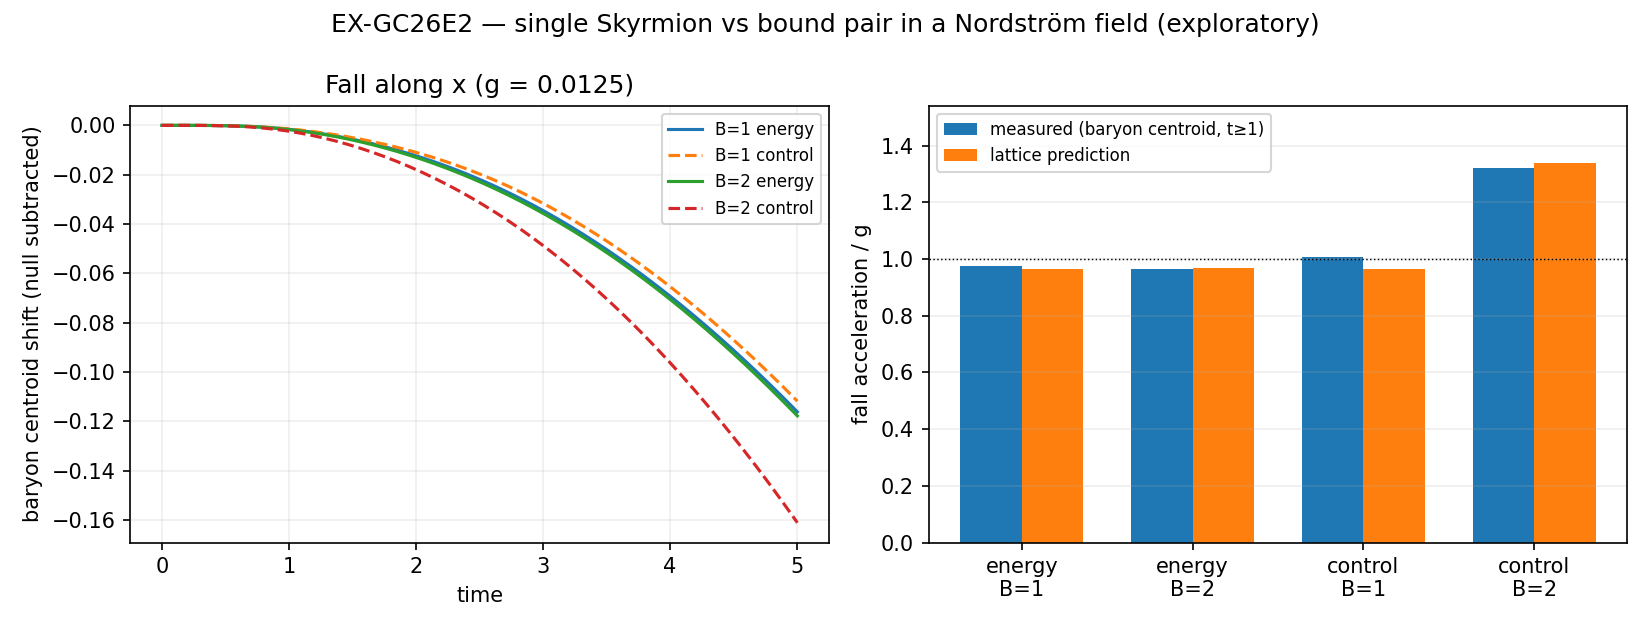 EX-GC26E2 — single Skyrmion vs bound pair in a Nordström field (exploratory)
Fall along x (g = 0.0125)
baryon centroid shift (null subtracted)
0.00
−0.02
−0.04
−0.06
−0.08
−0.10
−0.12
−0.14
−0.16
B=1 energy
B=1 control
B=2 energy
B=2 control
0 1 2 3 4 5
time
fall acceleration / g
1.4
1.2
1.0
0.8
0.6
0.4
0.2
0.0
measured (baryon centroid, t≥1)
lattice prediction
energy
B=1
energy
B=2
control
B=1
control
B=2